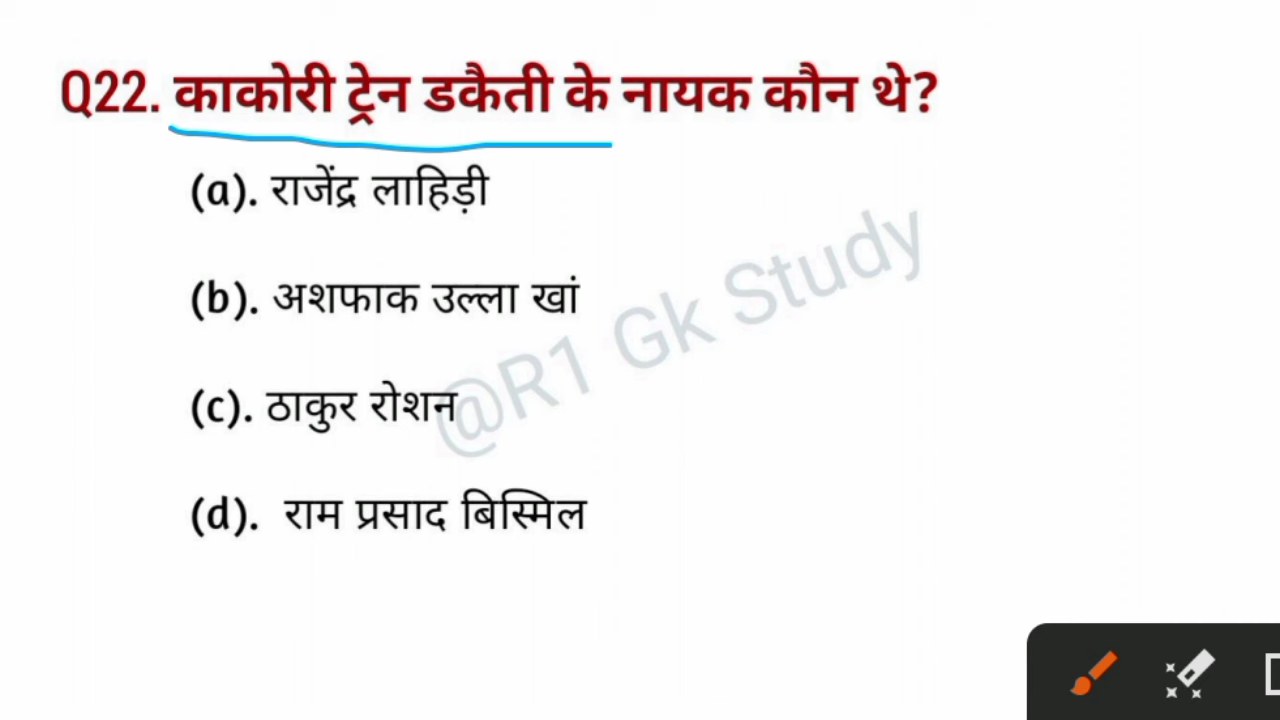 Q22. काकोरी ट्रेन डकैती के नायक कौन थे?
(a). राजेंद्र लाहिड़ी
(b). अशफाक उल्ला खां
(c). ठाकुर रोशन
(d). राम प्रसाद बिस्मिल
@R1 Gk Study